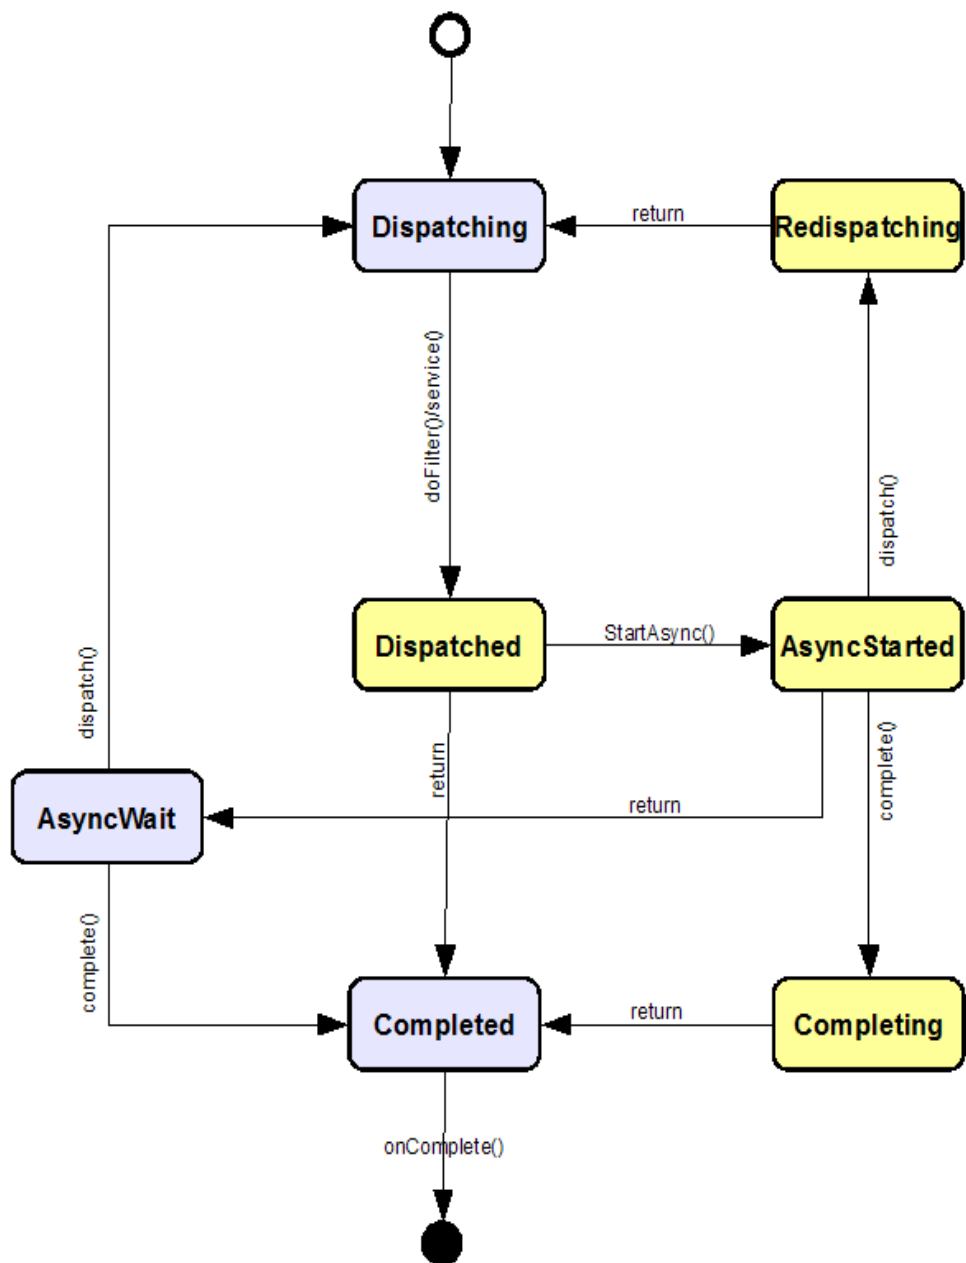 Dispatching
return
Redispatching
doFilter()/service()
dispatch()
Dispatched
StartAsync()
AsyncStarted
dispatch()
return
complete()
AsyncWait
return
complete()
Completed
return
Completing
onComplete()